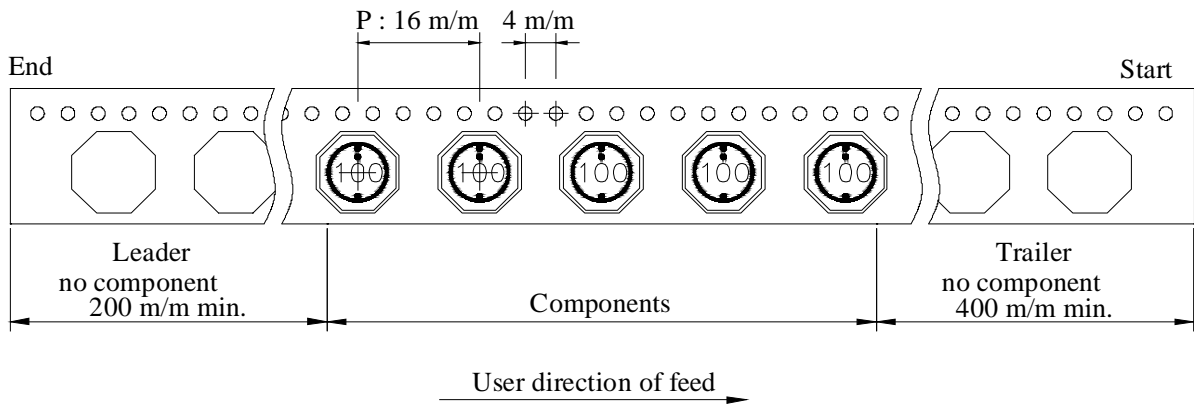 P : 16 m/m
4 m/m
End
Start
100
100
100
100
100
Leader
no component
200 m/m min.
Components
Trailer
no component
400 m/m min.
User direction of feed